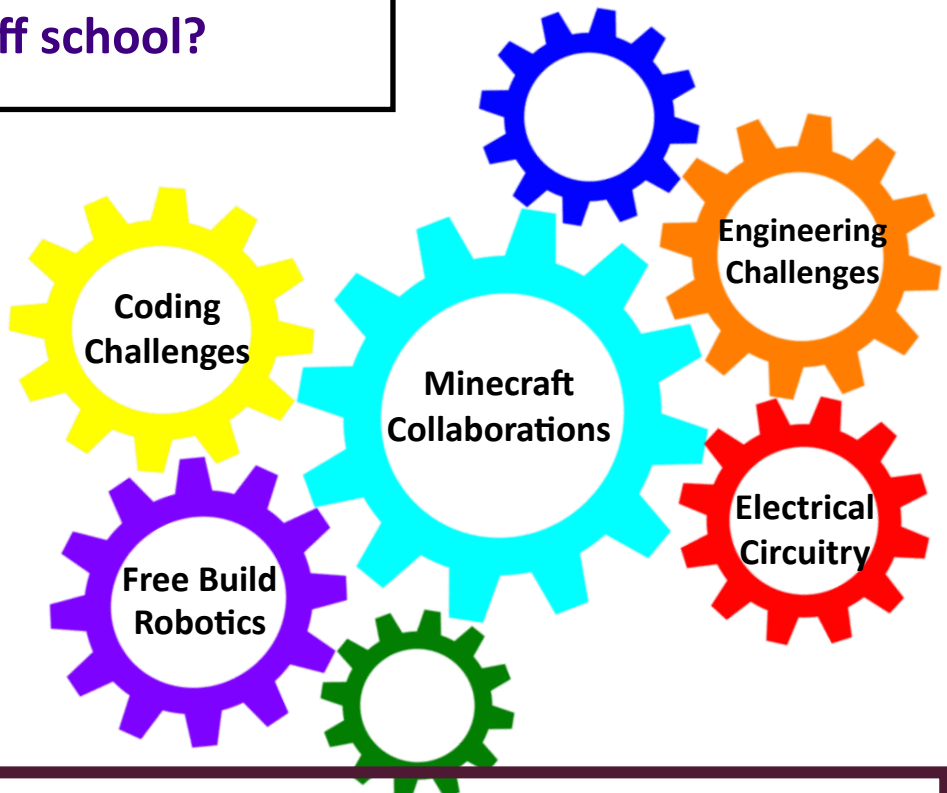 ff school?
Engineering
Challenges
Coding
Challenges
Minecraft
Collaborations
Electrical
Circuitry
Free Build
Robotics